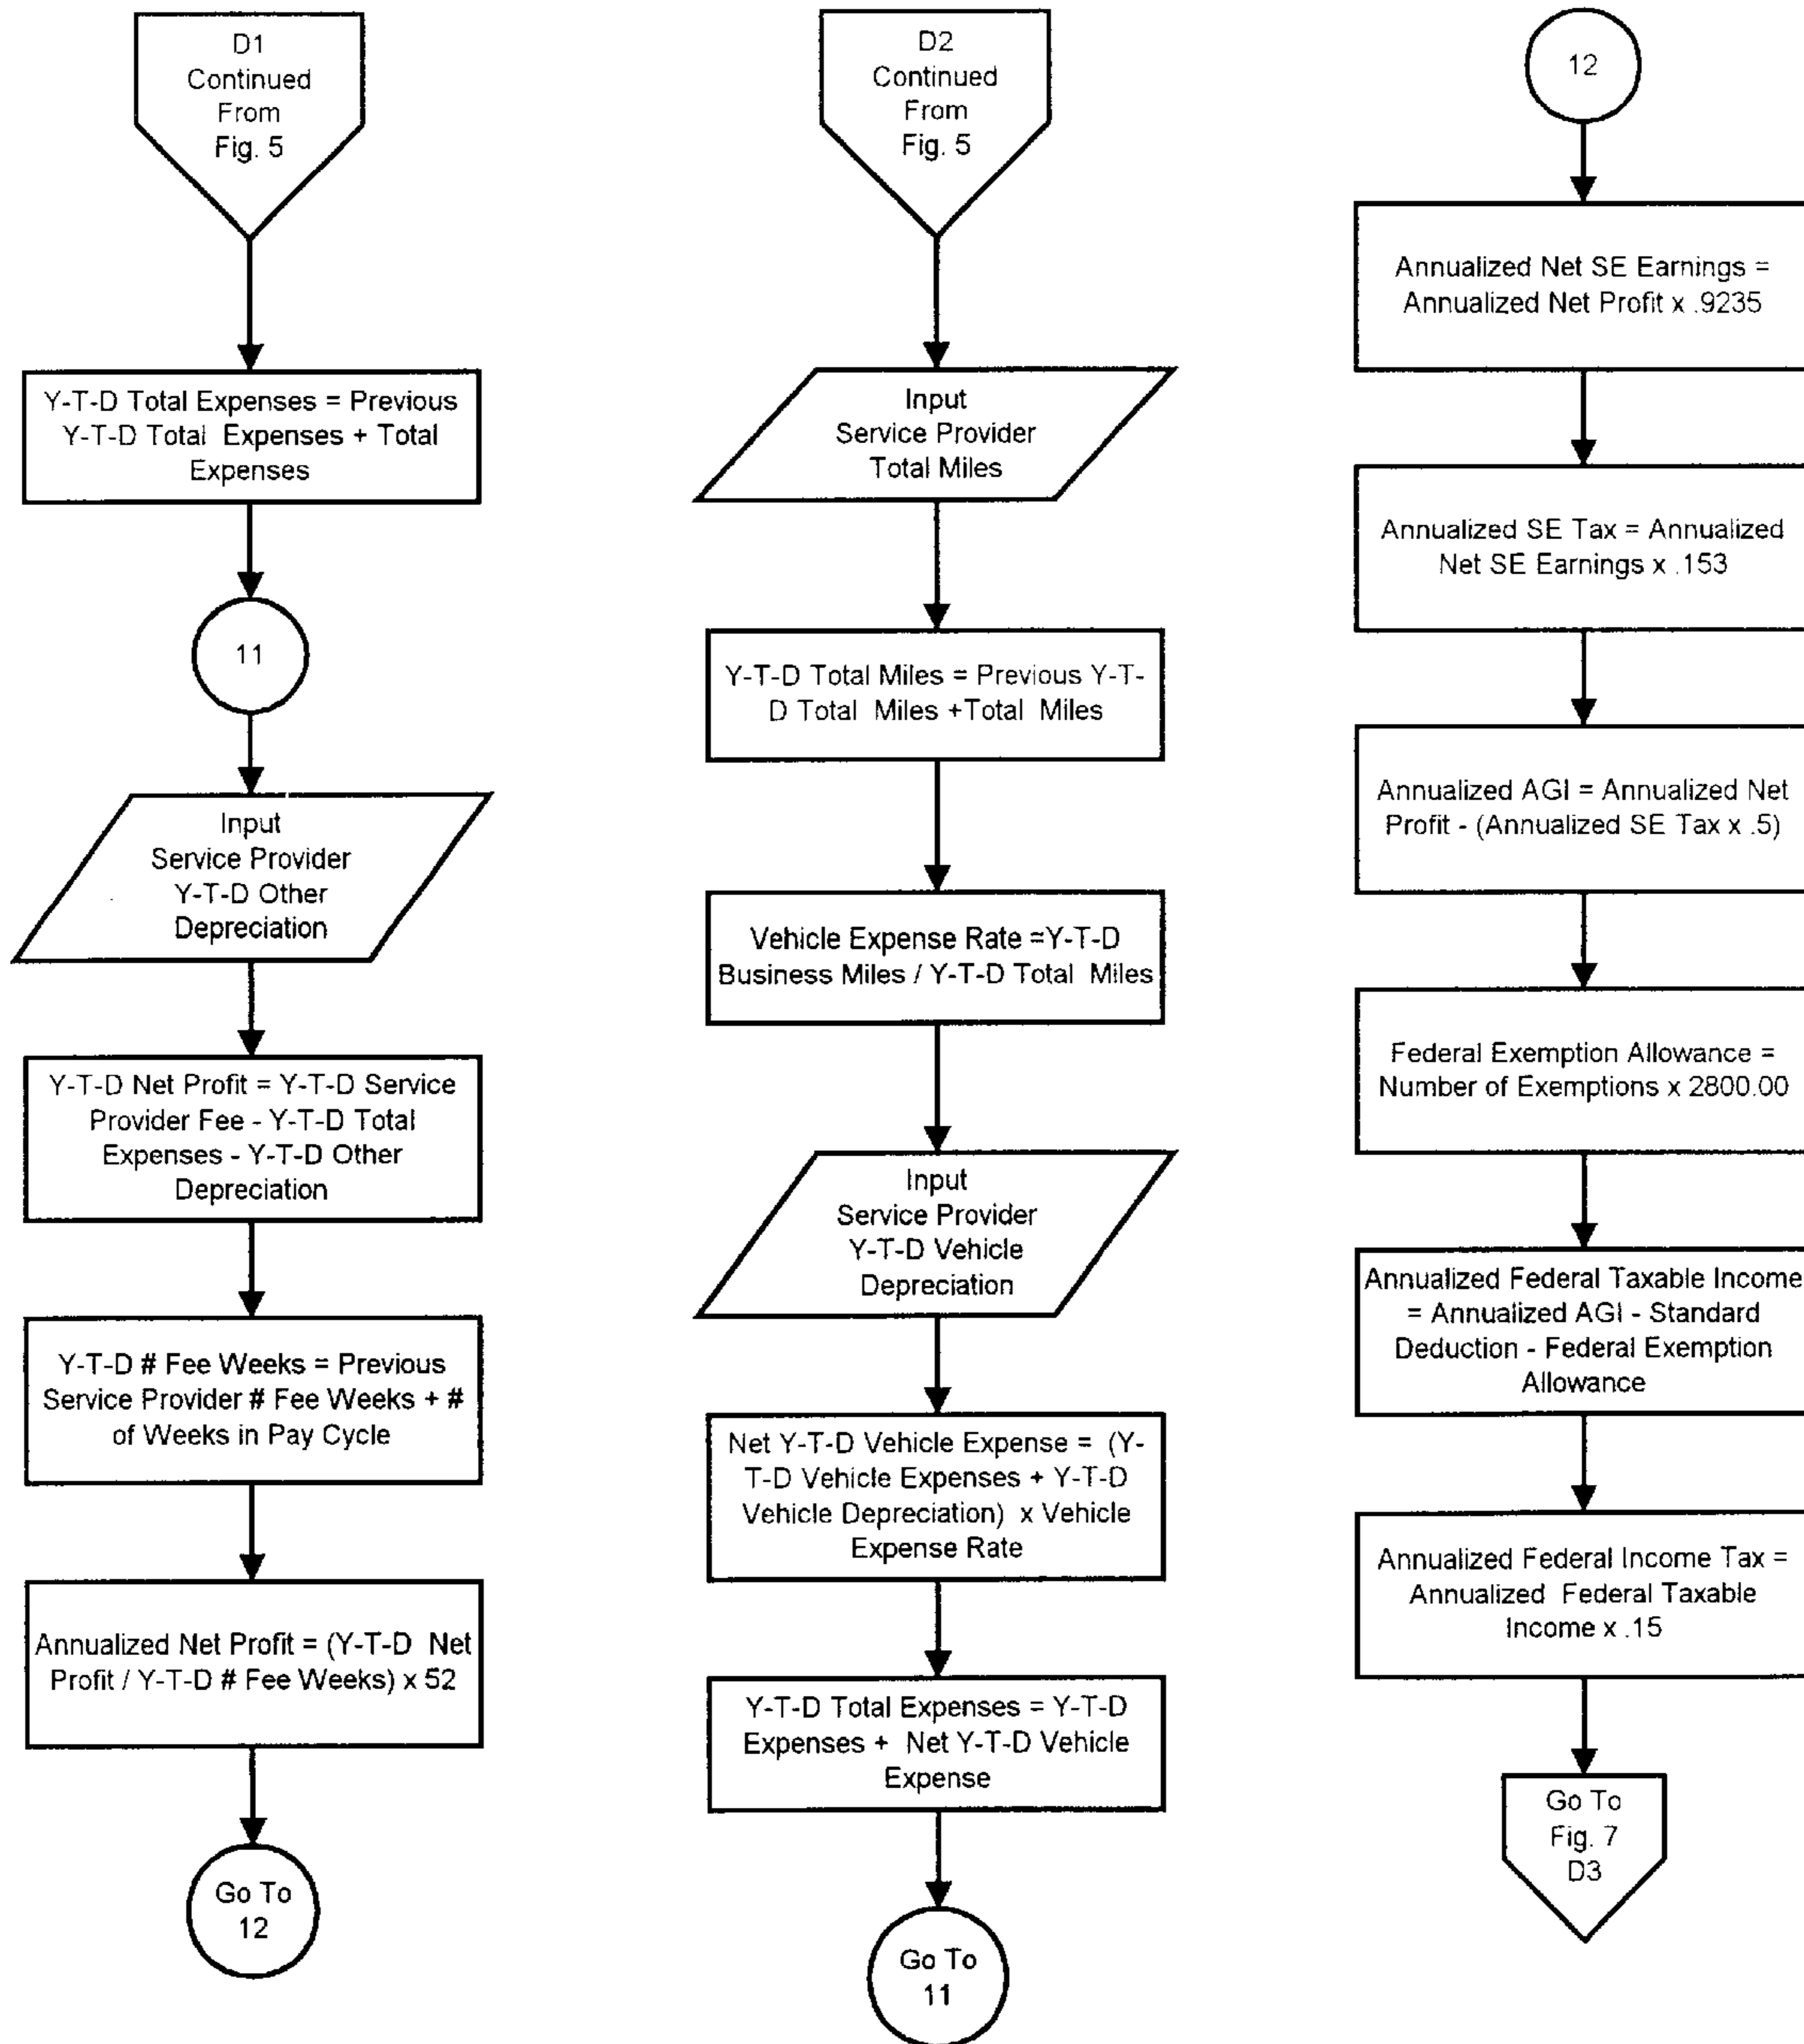 D1
Continued
From
Fig. 5
Y-T-D Total Expenses = Previous
Y-T-D Total Expenses + Total
Expenses
11
Input
Service Provider
Y-T-D Other
Depreciation
Y-T-D Net Profit = Y-T-D Service
Provider Fee - Y-T-D Total
Expenses - Y-T-D Other
Depreciation
Y-T-D # Fee Weeks = Previous
Service Provider # Fee Weeks + #
of Weeks in Pay Cycle
Annualized Net Profit = (Y-T-D Net
Profit / Y-T-D # Fee Weeks) x 52
Go To
12
D2
Continued
From
Fig. 5
Input
Service Provider
Total Miles
Y-T-D Total Miles = Previous Y-T-
D Total Miles +Total Miles
Vehicle Expense Rate =Y-T-D
Business Miles / Y-T-D Total Miles
Input
Service Provider
Y-T-D Vehicle
Depreciation
Net Y-T-D Vehicle Expense = (Y-
T-D Vehicle Expenses + Y-T-D
Vehicle Depreciation) x Vehicle
Expense Rate
Y-T-D Total Expenses = Y-T-D
Expenses + Net Y-T-D Vehicle
Expense
Go To
11
12
Annualized Net SE Earnings =
Annualized Net Profit x .9235
Annualized SE Tax = Annualized
Net SE Earnings x .153
Annualized AGI = Annualized Net
Profit - (Annualized SE Tax x .5)
Federal Exemption Allowance =
Number of Exemptions x 2800.00
Annualized Federal Taxable Income
= Annualized AGI - Standard
Deduction - Federal Exemption
Allowance
Annualized Federal Income Tax =
Annualized Federal Taxable
Income x .15
Go To
Fig. 7
D3